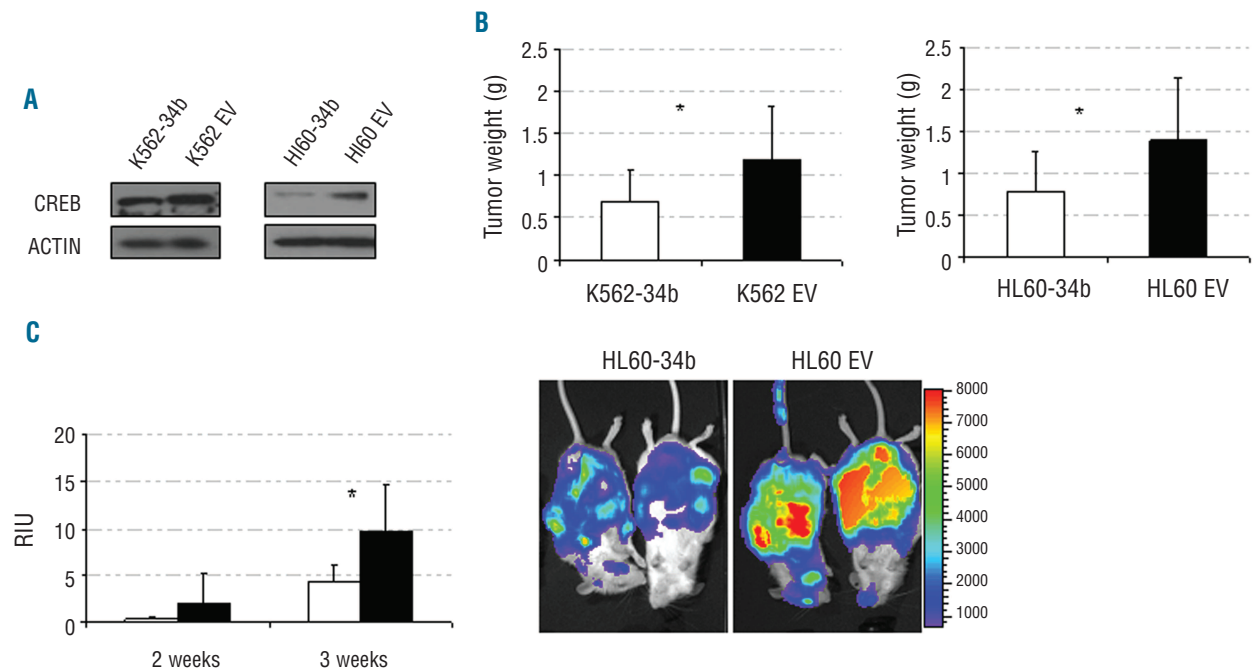 A
K562-34b K562 EV HI60-34b HI60 EV
CREB
ACTIN
B
Tumor weight (g)
2.5
2
1.5
1
0.5
0
*
K562-34b K562 EV
Tumor weight (g)
2.5
2
1.5
1
0.5
0
*
HL60-34b HL60 EV
C
RIU
20
15
10
5
0
*
2 weeks 3 weeks
HL60-34b HL60 EV
8000
7000
6000
5000
4000
3000
2000
1000